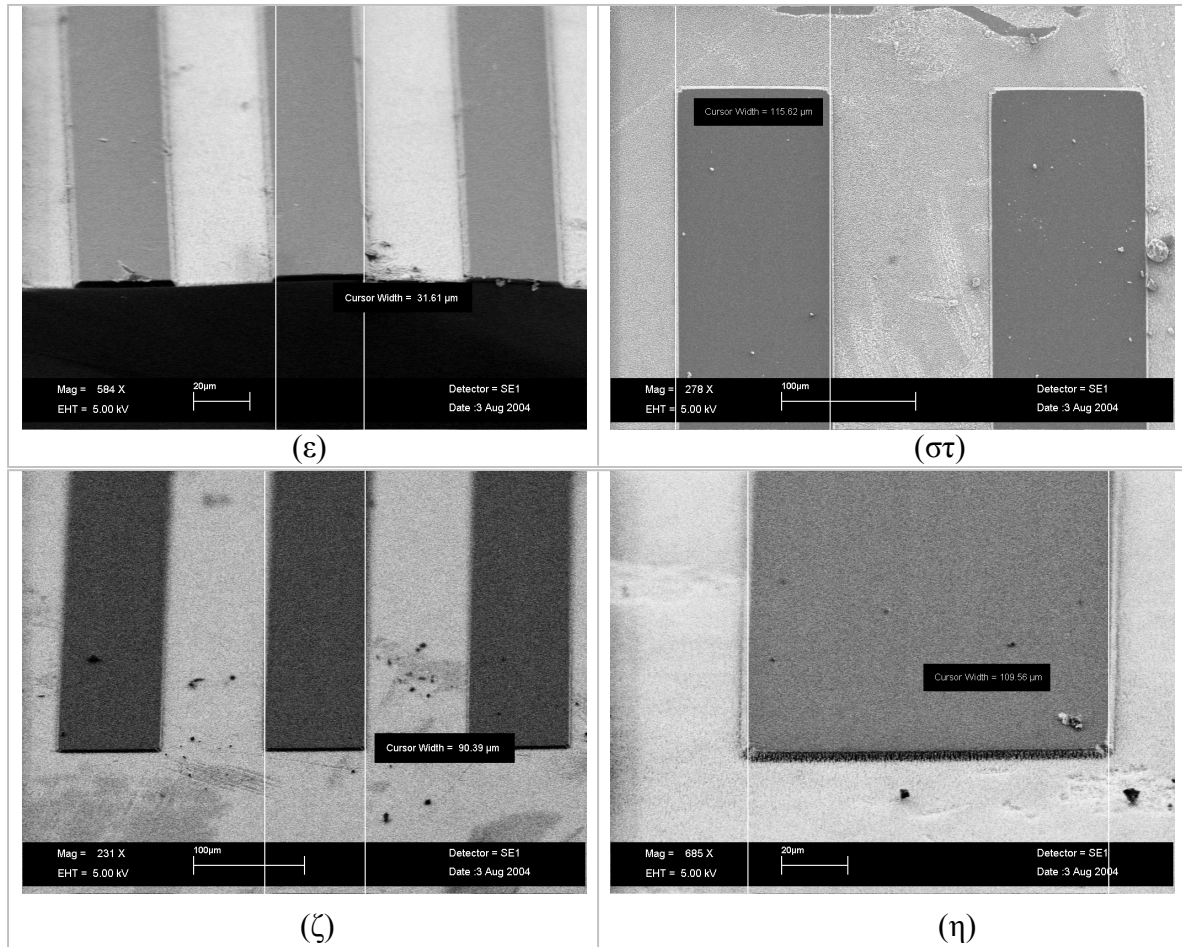 Cursor Width = 31.61 µm
Mag = 584 X
20µm
Detector = SE1
EHT = 5.00 kV
Date :3 Aug 2004
(ε)
Cursor Width = 115.62 µm
Mag = 278 X
100µm
Detector = SE1
EHT = 5.00 kV
Date :3 Aug 2004
(στ)
Cursor Width = 90.39 µm
Mag = 231 X
100µm
Detector = SE1
EHT = 5.00 kV
Date :3 Aug 2004
(ζ)
Cursor Width = 109.56 µm
Mag = 685 X
20µm
Detector = SE1
EHT = 5.00 kV
Date :3 Aug 2004
(η)